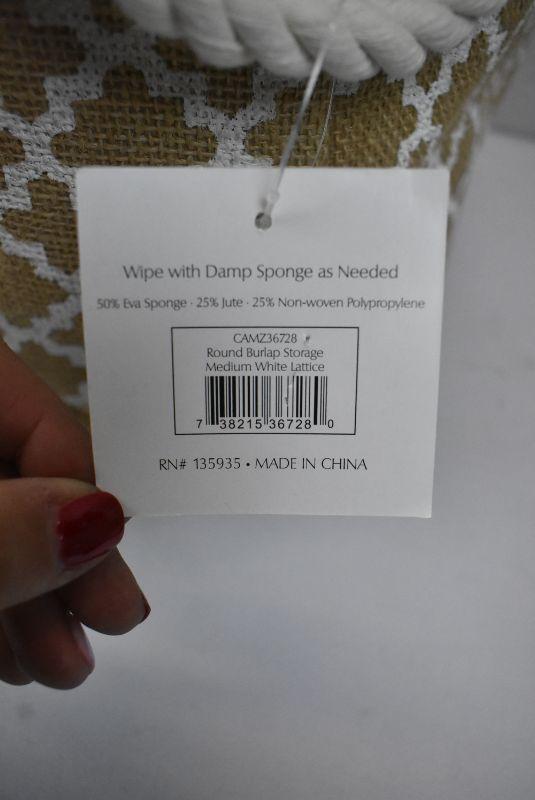 Wipe with Damp Sponge as Needed
50% Eva Sponge · 25% Jute · 25% Non-woven Polypropylene
CAMZ36728
Round Burlap Storage
Medium White Lattice
7 38215 36728 0
RN# 135935 • MADE IN CHINA